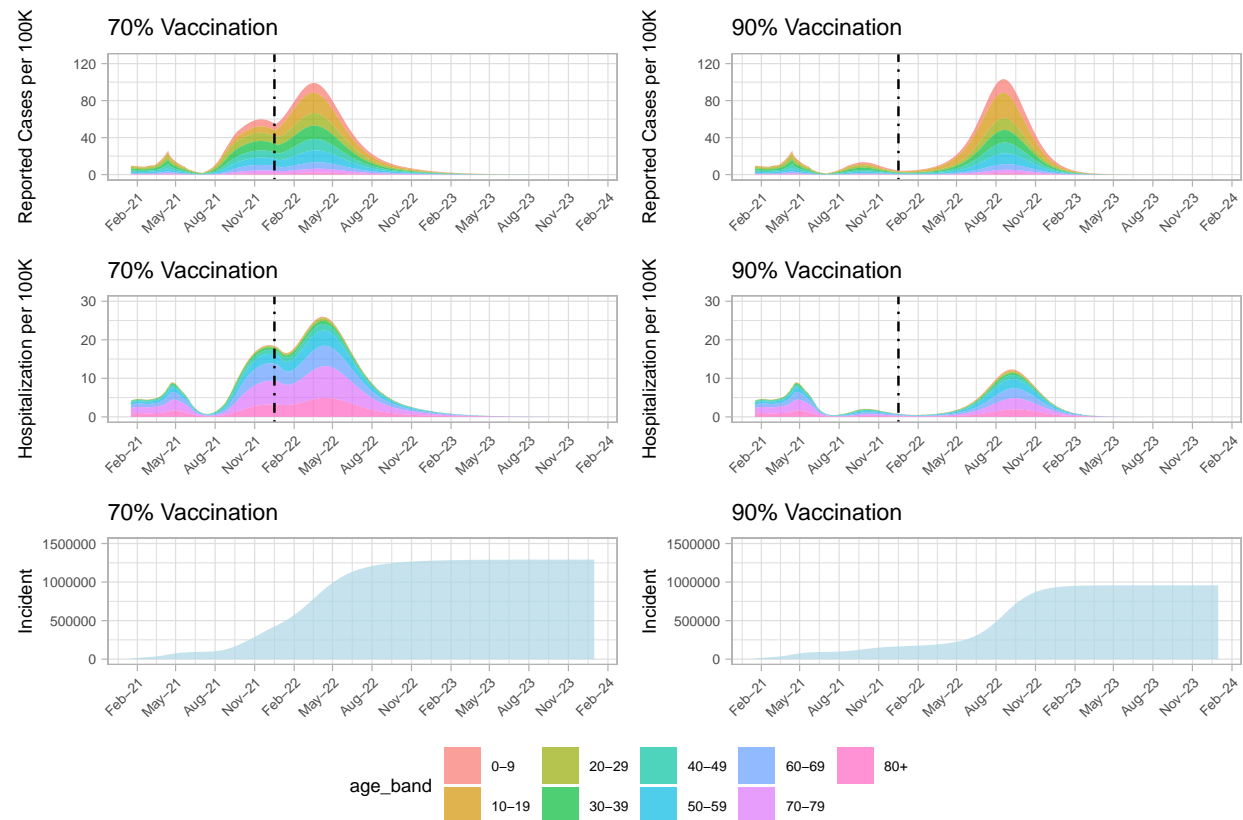 70% Vaccination
Reported Cases per 100K
120
80
40
0
Feb−21 May−21 Aug−21 Nov−21 Feb−22 May−22 Aug−22 Nov−22 Feb−23 May−23 Aug−23 Nov−23 Feb−24
90% Vaccination
Reported Cases per 100K
120
80
40
0
Feb−21 May−21 Aug−21 Nov−21 Feb−22 May−22 Aug−22 Nov−22 Feb−23 May−23 Aug−23 Nov−23 Feb−24
70% Vaccination
Hospitalization per 100K
30
20
10
0
Feb−21 May−21 Aug−21 Nov−21 Feb−22 May−22 Aug−22 Nov−22 Feb−23 May−23 Aug−23 Nov−23 Feb−24
90% Vaccination
Hospitalization per 100K
30
20
10
0
Feb−21 May−21 Aug−21 Nov−21 Feb−22 May−22 Aug−22 Nov−22 Feb−23 May−23 Aug−23 Nov−23 Feb−24
70% Vaccination
Incident
1500000
1000000
500000
0
Feb−21 May−21 Aug−21 Nov−21 Feb−22 May−22 Aug−22 Nov−22 Feb−23 May−23 Aug−23 Nov−23 Feb−24
90% Vaccination
Incident
1500000
1000000
500000
0
Feb−21 May−21 Aug−21 Nov−21 Feb−22 May−22 Aug−22 Nov−22 Feb−23 May−23 Aug−23 Nov−23 Feb−24
age_band
0−9 20−29 40−49 60−69 80+
10−19 30−39 50−59 70−79